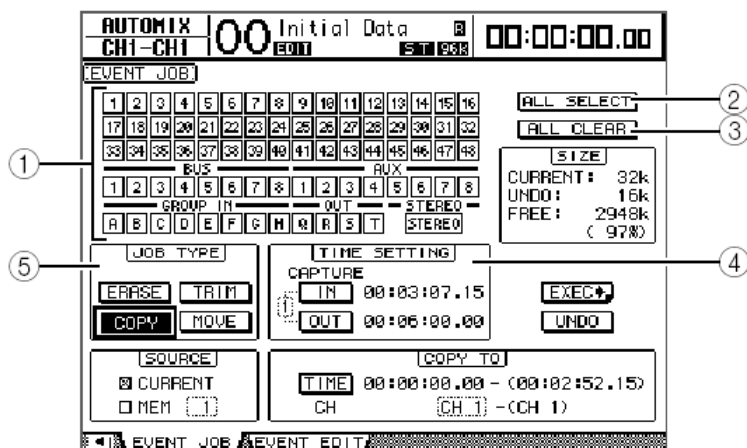 AUTOMIX
CH1-CH1
00 Initial Data R
EDIT ST 96k
00:00:00.00
EVENT JOB
1 2 3 4 5 6 7 8 9 10 11 12 13 14 15 16
ALL SELECT
2
17 18 19 20 21 22 23 24 25 26 27 28 29 30 31 32
ALL CLEAR
3
33 34 35 36 37 38 39 40 41 42 43 44 45 46 47 48
1
BUS AUX
1 2 3 4 5 6 7 8 1 2 3 4 5 6 7 8
GROUP IN OUT STEREO
A B C D E F G H Q R S T STEREO
SIZE
CURRENT: 32k
UNDO: 16k
FREE: 2948k
( 97%)
5
JOB TYPE
ERASE TRIM
COPY MOVE
TIME SETTING
4
CAPTURE
1
IN 00:03:07.15
OUT 00:06:00.00
EXEC
UNDO
SOURCE
CURRENT
MEM 1
COPY TO
TIME 00:00:00.00 - (00:02:52.15)
CH CH 1 -(CH 1)
EVENT JOB EVENT EDIT